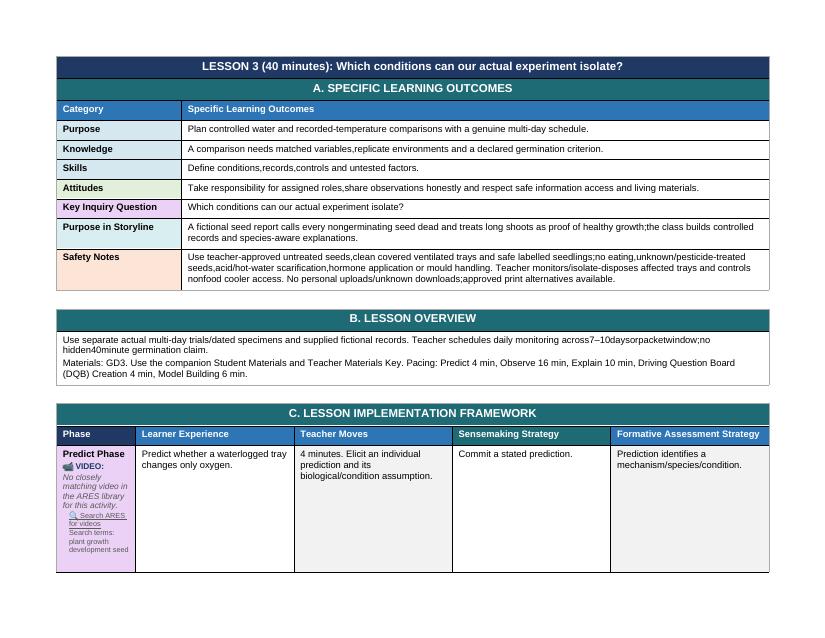 LESSON 3 (40 minutes): Which conditions can our actual experiment isolate?
A. SPECIFIC LEARNING OUTCOMES
Category Specific Learning Outcomes
Purpose Plan controlled water and recorded-temperature comparisons with a genuine multi-day schedule.
Knowledge A comparison needs matched variables,replicate environments and a declared germination criterion.
Skills Define conditions,records,controls and untested factors.
Attitudes Take responsibility for assigned roles,share observations honestly and respect safe information access and living materials.
Key Inquiry Question Which conditions can our actual experiment isolate?
Purpose in Storyline A fictional seed report calls every nongerminating seed dead and treats long shoots as proof of healthy growth;the class builds controlled
records and species-aware explanations.
Safety Notes Use teacher-approved untreated seeds,clean covered ventilated trays and safe labelled seedlings;no eating,unknown/pesticide-treated
seeds,acid/hot-water scarification,hormone application or mould handling. Teacher monitors/isolate-disposes affected trays and controls
nonfood cooler access. No personal uploads/unknown downloads;approved print alternatives available.
B. LESSON OVERVIEW
Use separate actual multi-day trials/dated specimens and supplied fictional records. Teacher schedules daily monitoring across7–10daysorpacketwindow;no
hidden40minute germination claim.
Materials: GD3. Use the companion Student Materials and Teacher Materials Key. Pacing: Predict 4 min, Observe 16 min, Explain 10 min, Driving Question Board
(DQB) Creation 4 min, Model Building 6 min.
C. LESSON IMPLEMENTATION FRAMEWORK
Phase Learner Experience Teacher Moves Sensemaking Strategy Formative Assessment Strategy
Predict Phase
VIDEO:
No closely
matching video in
the ARES library
for this activity.
Search ARES
for videos
Search terms:
plant growth
development seed
Predict whether a waterlogged tray
changes only oxygen.
4 minutes. Elicit an individual
prediction and its
biological/condition assumption.
Commit a stated prediction.
Prediction identifies a
mechanism/species/condition.